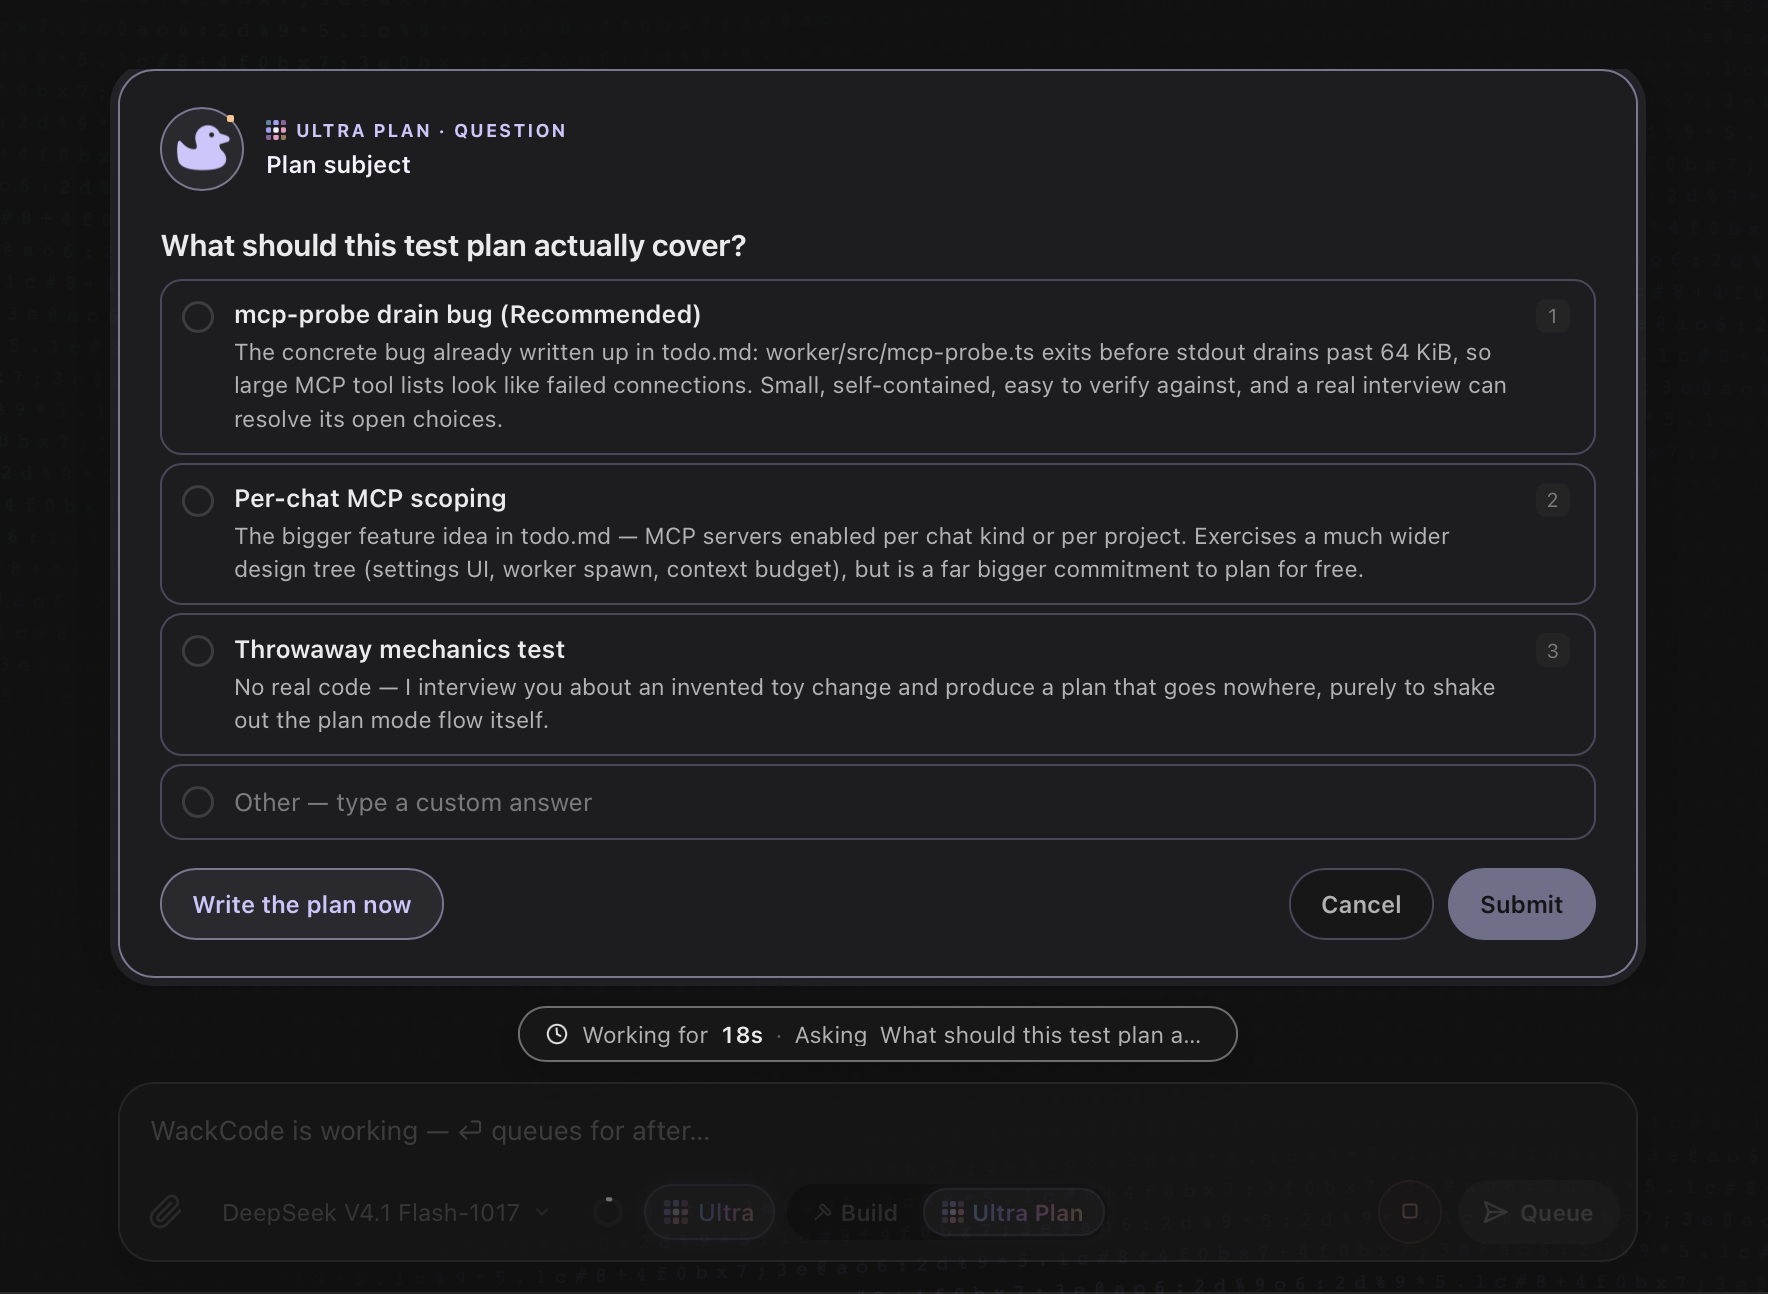 ULTRA PLAN · QUESTION
Plan subject
What should this test plan actually cover?
mcp-probe drain bug (Recommended)
1
The concrete bug already written up in todo.md: worker/src/mcp-probe.ts exits before stdout drains past 64 KiB, so
large MCP tool lists look like failed connections. Small, self-contained, easy to verify against, and a real interview can
resolve its open choices.
Per-chat MCP scoping
2
The bigger feature idea in todo.md — MCP servers enabled per chat kind or per project. Exercises a much wider
design tree (settings UI, worker spawn, context budget), but is a far bigger commitment to plan for free.
Throwaway mechanics test
3
No real code — I interview you about an invented toy change and produce a plan that goes nowhere, purely to shake
out the plan mode flow itself.
Other — type a custom answer
Write the plan now
Cancel
Submit
Working for 18s · Asking What should this test plan a...
WackCode is working — ⏎ queues for after...
DeepSeek V4.1 Flash-1017
Ultra
Build
Ultra Plan
Queue